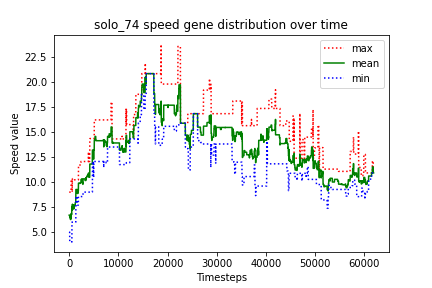 solo_74 speed gene distribution over time
max
mean
min
Speed value
22.5
20.0
17.5
15.0
12.5
10.0
7.5
5.0
0 10000 20000 30000 40000 50000 60000
Timesteps